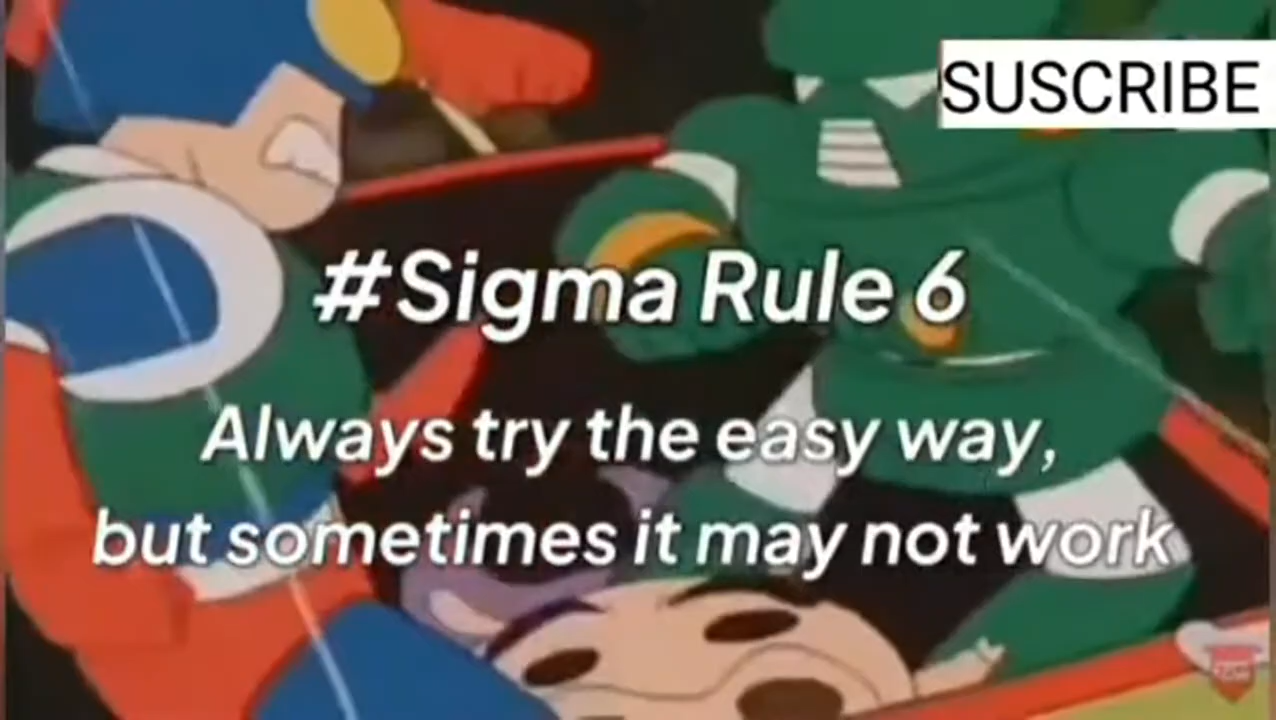 SUSCRIBE
#Sigma Rule 6
Always try the easy way,
but sometimes it may not work